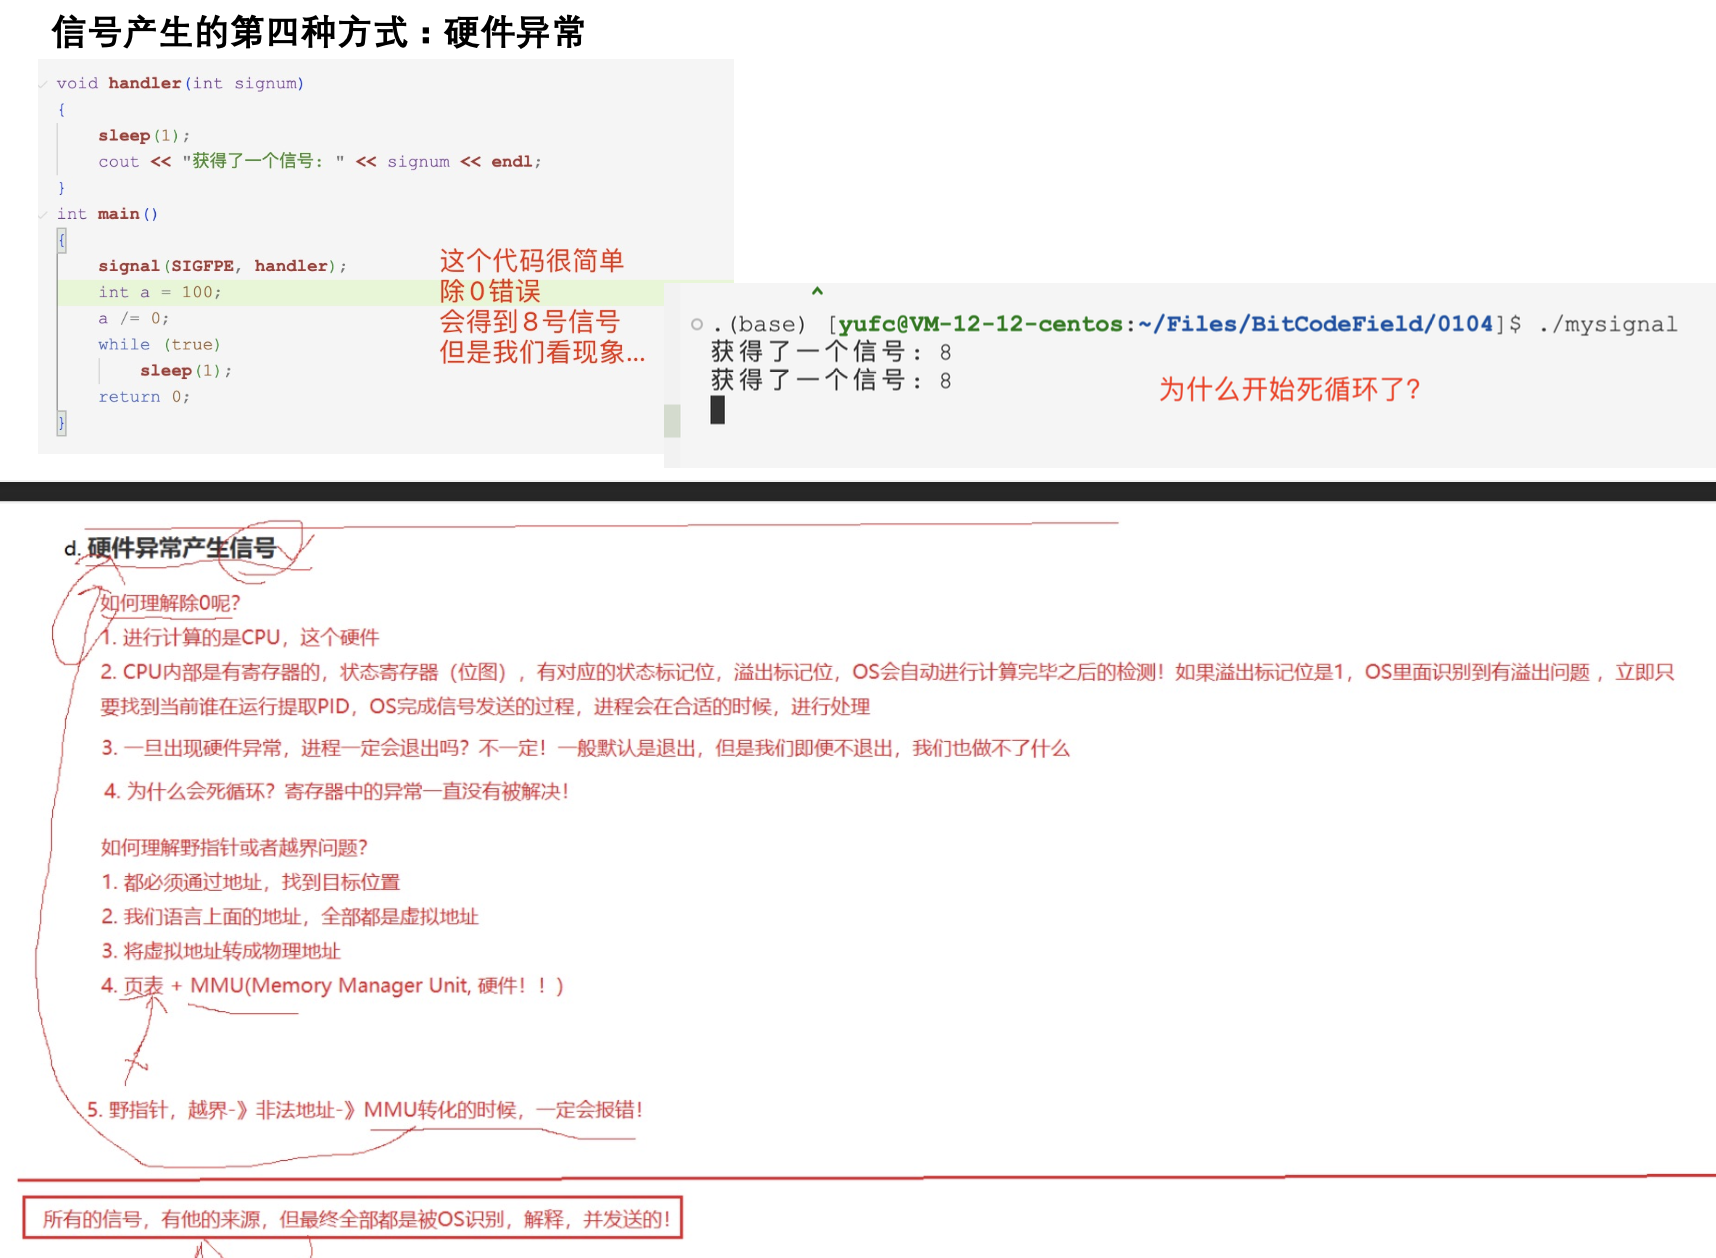 信号产生的第四种方式：硬件异常
void handler(int signum)
{
sleep(1);
cout << "获得了一个信号: " << signum << endl;
}
int main()
{
signal(SIGFPE, handler);
int a = 100;
a /= 0;
while (true)
sleep(1);
return 0;
}
这个代码很简单
除0错误
会得到8号信号
但是我们看现象...
.(base) [yufc@VM-12-12-centos:~/Files/BitCodeField/0104]$ ./mysignal
获得了一个信号: 8
获得了一个信号: 8
为什么开始死循环了?
d. 硬件异常产生信号
如何理解除0呢?
1. 进行计算的是CPU，这个硬件
2. CPU内部是有寄存器的，状态寄存器（位图），有对应的状态标记位，溢出标记位，OS会自动进行计算完毕之后的检测！如果溢出标记位是1，OS里面识别到有溢出问题，立即只
要找到当前谁在运行提取PID，OS完成信号发送的过程，进程会在合适的时候，进行处理
3. 一旦出现硬件异常，进程一定会退出吗？不一定！一般默认是退出，但是我们即便不退出，我们也做不了什么
4. 为什么会死循环？寄存器中的异常一直没有被解决！
如何理解野指针或者越界问题?
1. 都必须通过地址，找到目标位置
2. 我们语言上面的地址，全部都是虚拟地址
3. 将虚拟地址转成物理地址
4. 页表 + MMU(Memory Manager Unit, 硬件！！)
5. 野指针，越界-》非法地址-》MMU转化的时候，一定会报错！
所有的信号，有他的来源，但最终全部都是被OS识别，解释，并发送的！